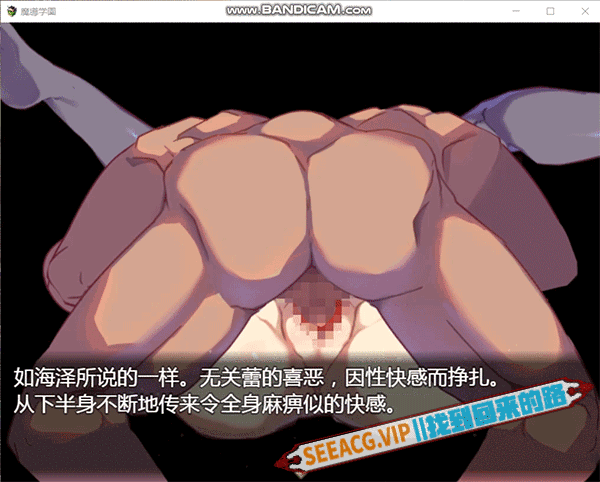 魔导学園
www.BANDICAM.com
如海泽所说的一样。无关蕾的喜恶，因性快感而挣扎。
从下半身不断地传来令全身麻痹似的快感。
SEEACG.VIP ||找到回来的路